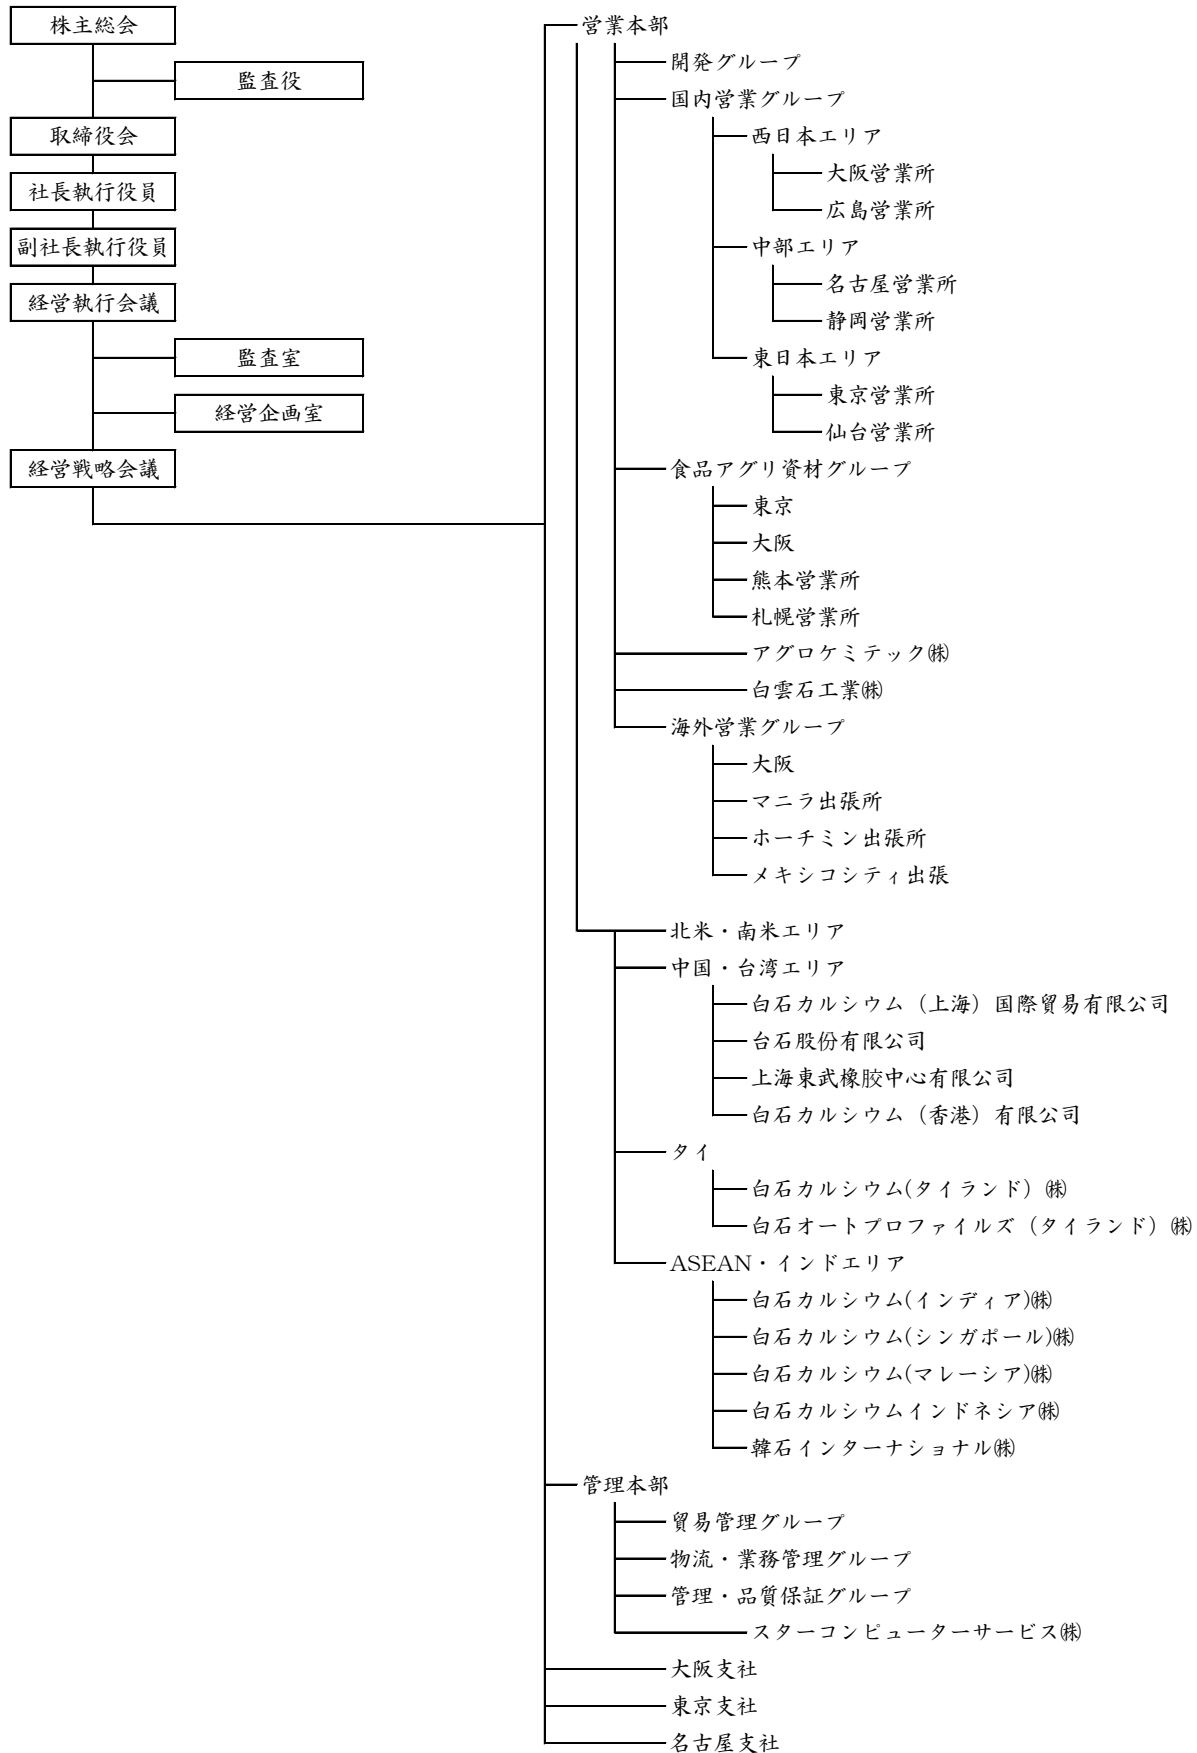 株主総会
監査役
取締役会
社長執行役員
副社長執行役員
経営執行会議
監査室
経営企画室
経営戦略会議
営業本部
開発グループ
国内営業グループ
西日本エリア
大阪営業所
広島営業所
中部エリア
名古屋営業所
静岡営業所
東日本エリア
東京営業所
仙台営業所
食品アグリ資材グループ
東京
大阪
熊本営業所
札幌営業所
アグロケミテック㈱
白雲石工業㈱
海外営業グループ
大阪
マニラ出張所
ホーチミン出張所
メキシコシティ出張
北米・南米エリア
中国・台湾エリア
白石カルシウム（上海）国際貿易有限公司
台石股份有限公司
上海東武橡胶中心有限公司
白石カルシウム（香港）有限公司
タイ
白石カルシウム(タイランド）㈱
白石オートプロファイルズ（タイランド）㈱
ASEAN・インドエリア
白石カルシウム(インディア)㈱
白石カルシウム(シンガポール)㈱
白石カルシウム(マレーシア)㈱
白石カルシウムインドネシア㈱
韓石インターナショナル㈱
管理本部
貿易管理グループ
物流・業務管理グループ
管理・品質保証グループ
スターコンピューターサービス㈱
大阪支社
東京支社
名古屋支社